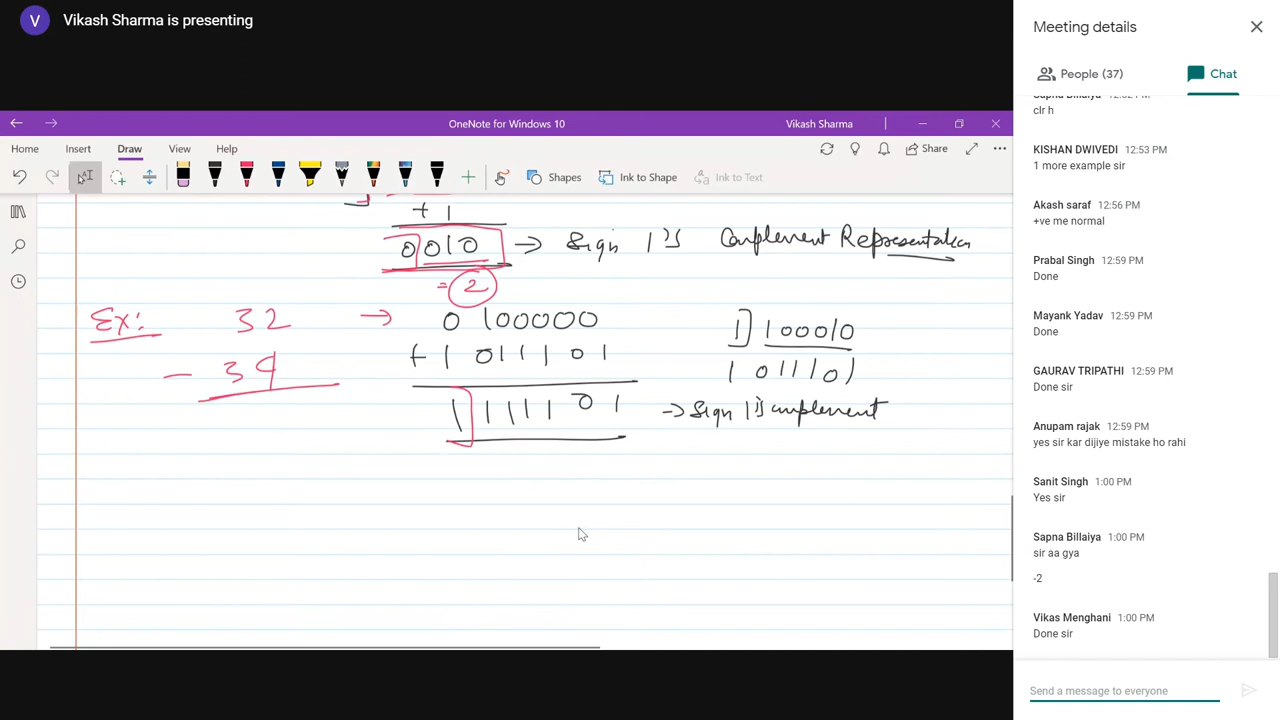 V Vikash Sharma is presenting
Meeting details
People (37) Chat
OneNote for Windows 10
Vikash Sharma
Home Insert Draw View Help
Share
Shapes
Ink to Shape
Ink to Text
+ 1
0010 → Sign 1's Complement Representation
= 2
Ex: 32 → 0 100000
- 34
+ 1 011101
1 111101 → Sign 1's complement
1] 100010
1 011101
clr h
KISHAN DWIVEDI 12:53 PM
1 more example sir
Akash saraf 12:56 PM
+ve me normal
Prabal Singh 12:59 PM
Done
Mayank Yadav 12:59 PM
Done
GAURAV TRIPATHI 12:59 PM
Done sir
Anupam rajak 12:59 PM
yes sir kar dijiye mistake ho rahi
Sanit Singh 1:00 PM
Yes sir
Sapna Billaiya 1:00 PM
sir aa gya
-2
Vikas Menghani 1:00 PM
Done sir
Send a message to everyone